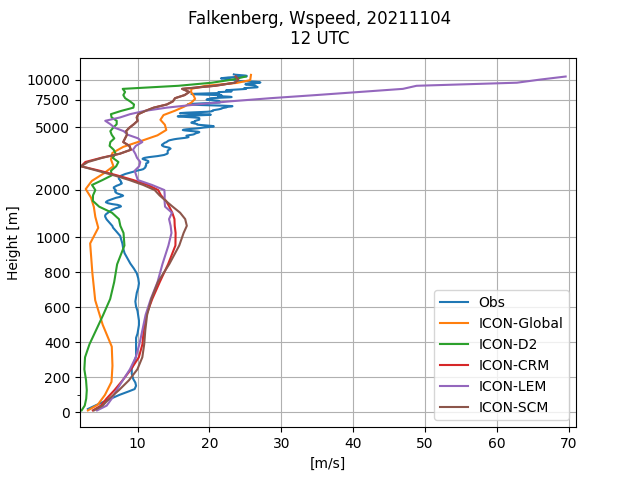 Falkenberg, Wspeed, 20211104
12 UTC
Height [m]
10000
7500
5000
2000
1000
800
600
400
200
0
Obs
ICON-Global
ICON-D2
ICON-CRM
ICON-LEM
ICON-SCM
10 20 30 40 50 60 70
[m/s]